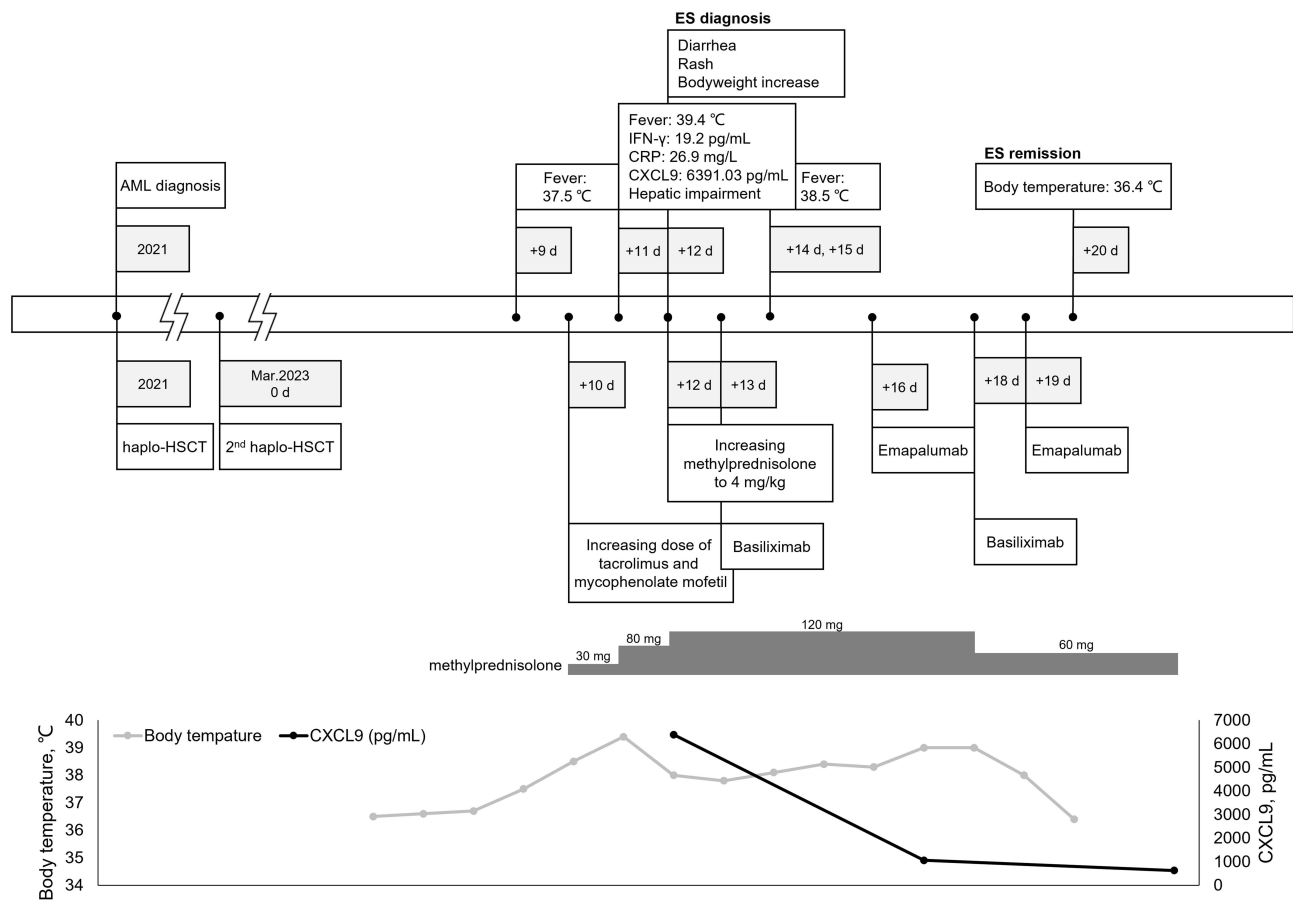 ES diagnosis
Diarrhea
Rash
Bodyweight increase
Fever: 39.4 ℃
IFN-γ: 19.2 pg/mL
CRP: 26.9 mg/L
CXCL9: 6391.03 pg/mL
Hepatic impairment
AML diagnosis
Fever:
37.5 ℃
Fever:
38.5 ℃
ES remission
Body temperature: 36.4 ℃
2021
+9 d
+11 d
+12 d
+14 d, +15 d
+20 d
2021
Mar.2023
0 d
+10 d
+12 d
+13 d
+16 d
+18 d
+19 d
haplo-HSCT
2nd haplo-HSCT
Increasing
methylprednisolone
to 4 mg/kg
Emapalumab
Emapalumab
Increasing dose of
tacrolimus and
mycophenolate mofetil
Basiliximab
Basiliximab
methylprednisolone
30 mg
80 mg
120 mg
60 mg
Body temperature, ℃
40
39
38
37
36
35
34
Body tempature
CXCL9 (pg/mL)
7000
6000
5000
4000
3000
2000
1000
0
CXCL9, pg/mL